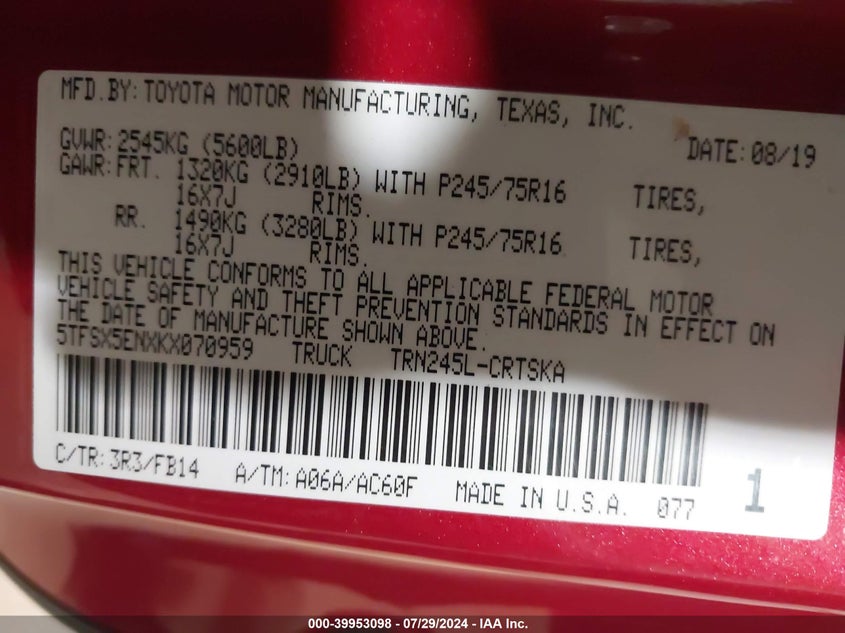 MFD.BY: TOYOTA MOTOR MANUFACTURING, TEXAS, INC.
DATE: 08/19
GVWR: 2545KG (5600LB)
GAWR: FRT. 1320KG (2910LB) WITH P245/75R16 TIRES,
16X7J RIMS.
RR. 1490KG (3280LB) WITH P245/75R16 TIRES,
16X7J RIMS.
THIS VEHICLE CONFORMS TO ALL APPLICABLE FEDERAL MOTOR
VEHICLE SAFETY AND THEFT PREVENTION STANDARDS IN EFFECT ON
THE DATE OF MANUFACTURE SHOWN ABOVE.
5TFSX5ENXKX070959 TRUCK TRN245L-CRTSKA
C/TR: 3R3/FB14 A/TM: A06A/AC60F MADE IN U.S.A. 077 1
000-39953098 - 07/29/2024 - IAA Inc.